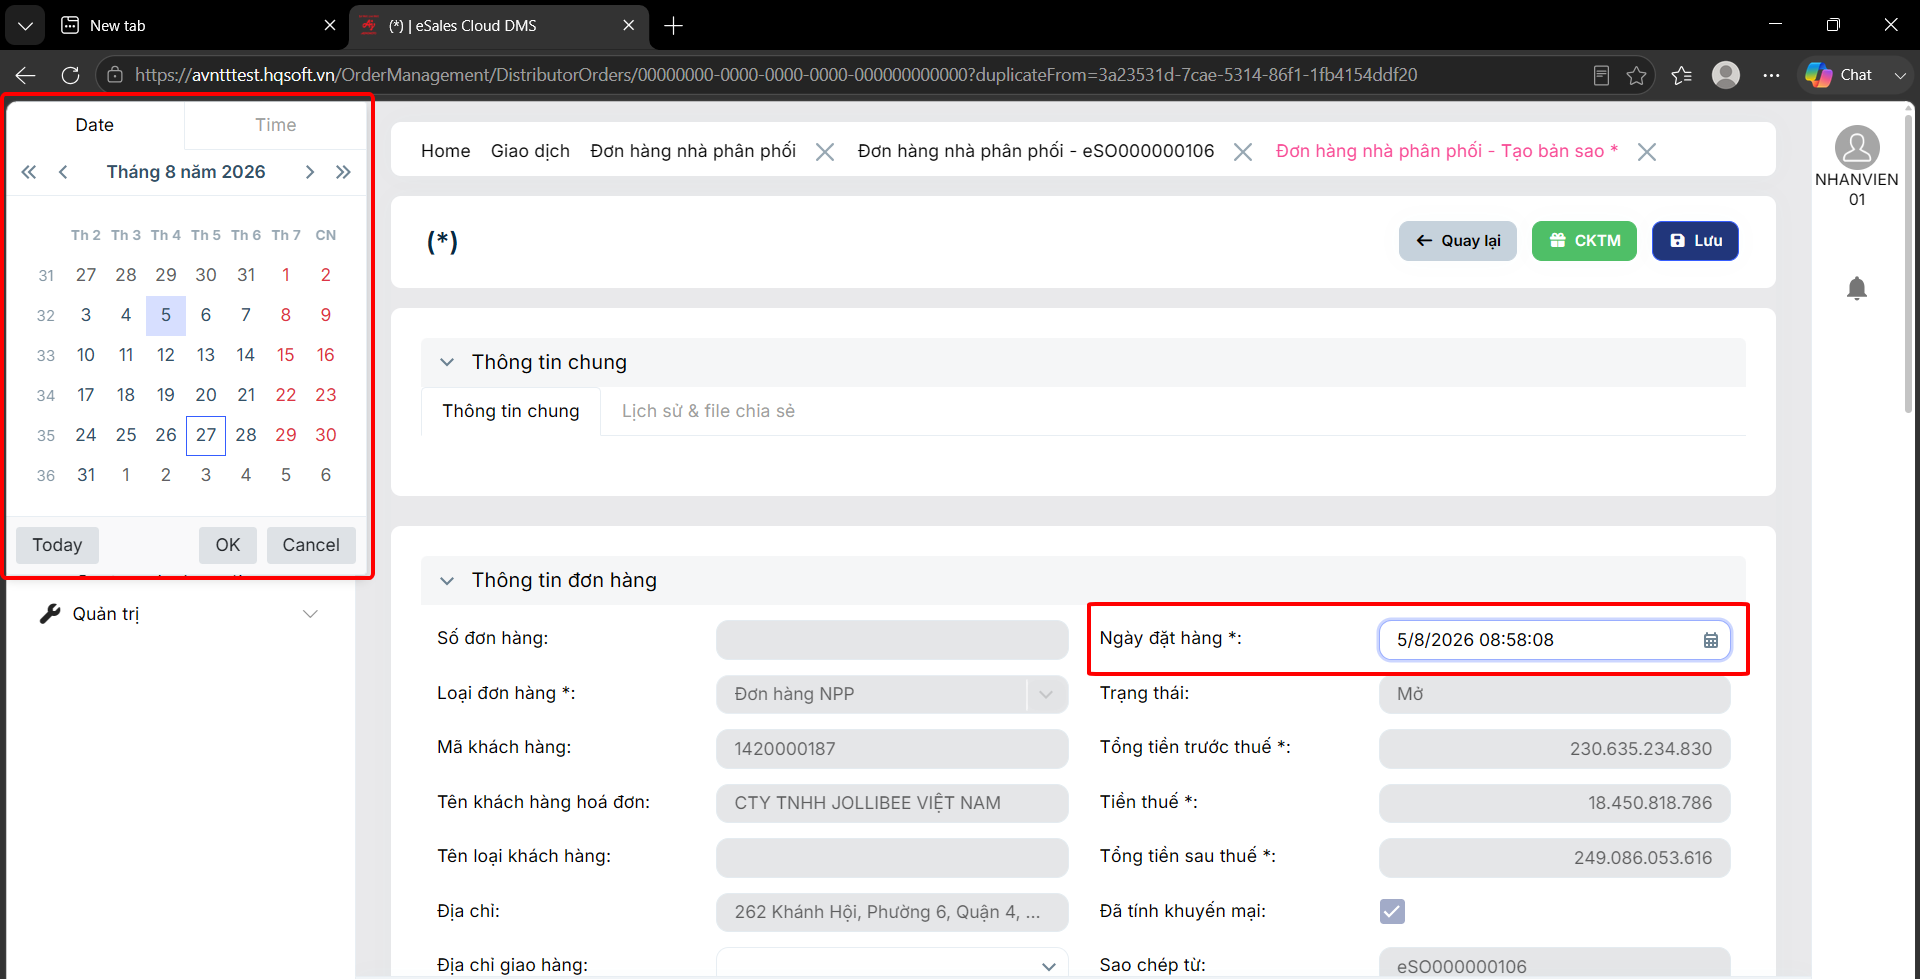 New tab
(*) | eSales Cloud DMS
https://avntttest.hqsoft.vn/OrderManagement/DistributorOrders/00000000-0000-0000-0000-000000000000?duplicateFrom=3a23531d-7cae-5314-86f1-1fb4154ddf20
Chat
Date Time
Tháng 8 năm 2026
Th 2 Th 3 Th 4 Th 5 Th 6 Th 7 CN
31 27 28 29 30 31 1 2
32 3 4 5 6 7 8 9
33 10 11 12 13 14 15 16
34 17 18 19 20 21 22 23
35 24 25 26 27 28 29 30
36 31 1 2 3 4 5 6
Today OK Cancel
Quản trị
Home Giao dịch Đơn hàng nhà phân phối Đơn hàng nhà phân phối - eSO000000106 Đơn hàng nhà phân phối - Tạo bản sao *
NHANVIEN
01
(*)
Quay lại CKTM Lưu
Thông tin chung
Thông tin chung Lịch sử & file chia sẻ
Thông tin đơn hàng
Số đơn hàng: Ngày đặt hàng *: 5/8/2026 08:58:08
Loại đơn hàng *: Đơn hàng NPP Trạng thái: Mở
Mã khách hàng: 1420000187 Tổng tiền trước thuế *: 230.635.234.830
Tên khách hàng hoá đơn: CTY TNHH JOLLIBEE VIỆT NAM Tiền thuế *: 18.450.818.786
Tên loại khách hàng: Tổng tiền sau thuế *: 249.086.053.616
Địa chỉ: 262 Khánh Hội, Phường 6, Quận 4, ... Đã tính khuyến mại:
Địa chỉ giao hàng: Sao chép từ: eSO000000106